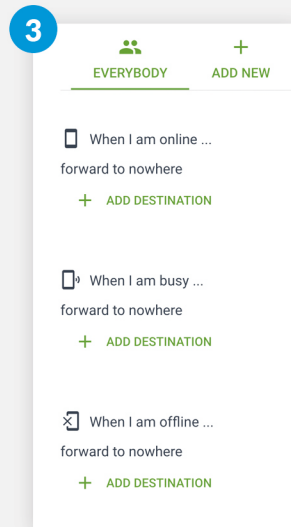 3
EVERYBODY ADD NEW
When I am online ...
forward to nowhere
ADD DESTINATION
When I am busy ...
forward to nowhere
ADD DESTINATION
When I am offline ...
forward to nowhere
ADD DESTINATION